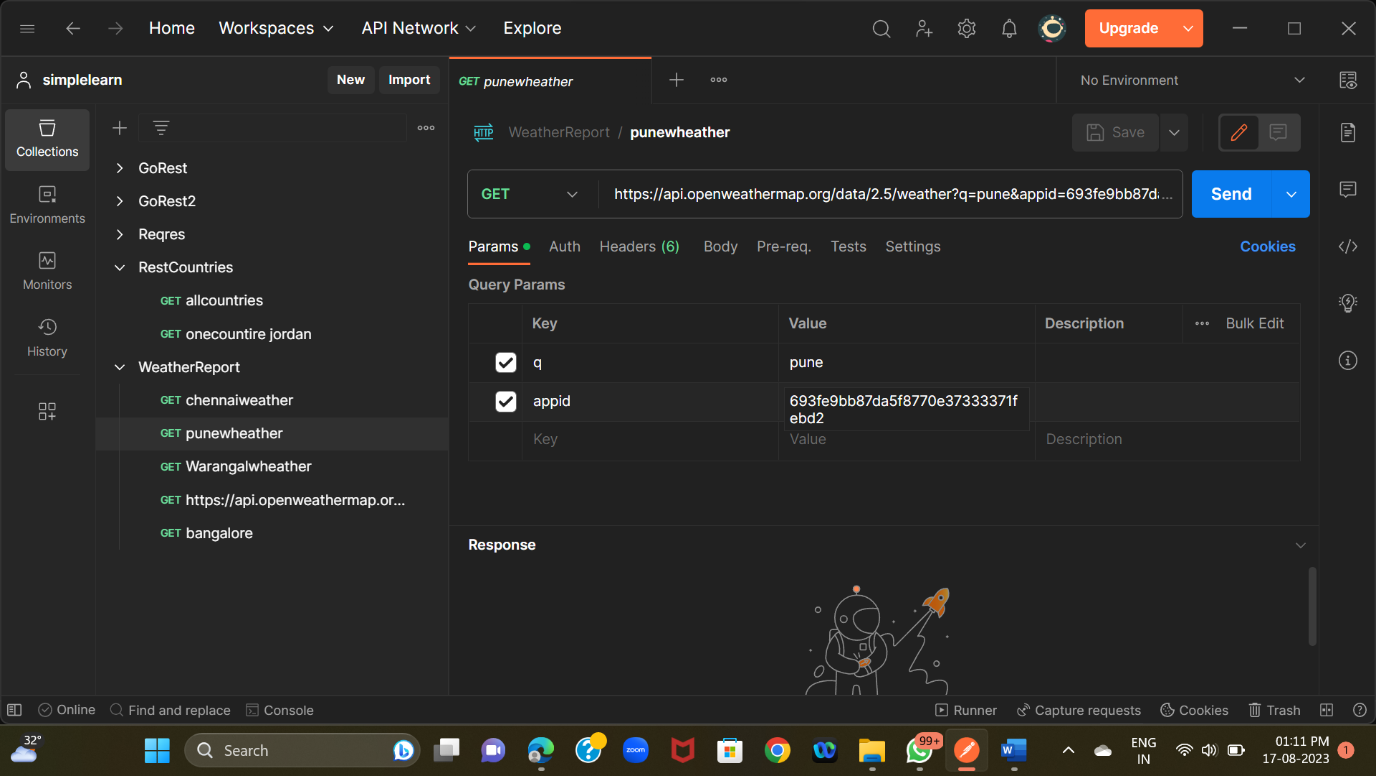 Home Workspaces API Network Explore Upgrade
simplelearn New Import GET punewheather No Environment
HTTP WeatherReport / punewheather Save
Collections
Environments
Monitors
History
GoRest
GoRest2
Reqres
RestCountries
GET allcountries
GET onecountire jordan
WeatherReport
GET chennaiweather
GET punewheather
GET Warangalwheather
GET https://api.openweathermap.or...
GET bangalore
GET https://api.openweathermap.org/data/2.5/weather?q=pune&appid=693fe9bb87da... Send
Params Auth Headers (6) Body Pre-req. Tests Settings Cookies
Query Params
Key Value Description Bulk Edit
q pune
appid 693fe9bb87da5f8770e37333371f
ebd2
Key Value Description
Response
Online Find and replace Console Runner Capture requests Cookies Trash
32° Search zoom 99+ W ENG 01:11 PM 1
IN 17-08-2023